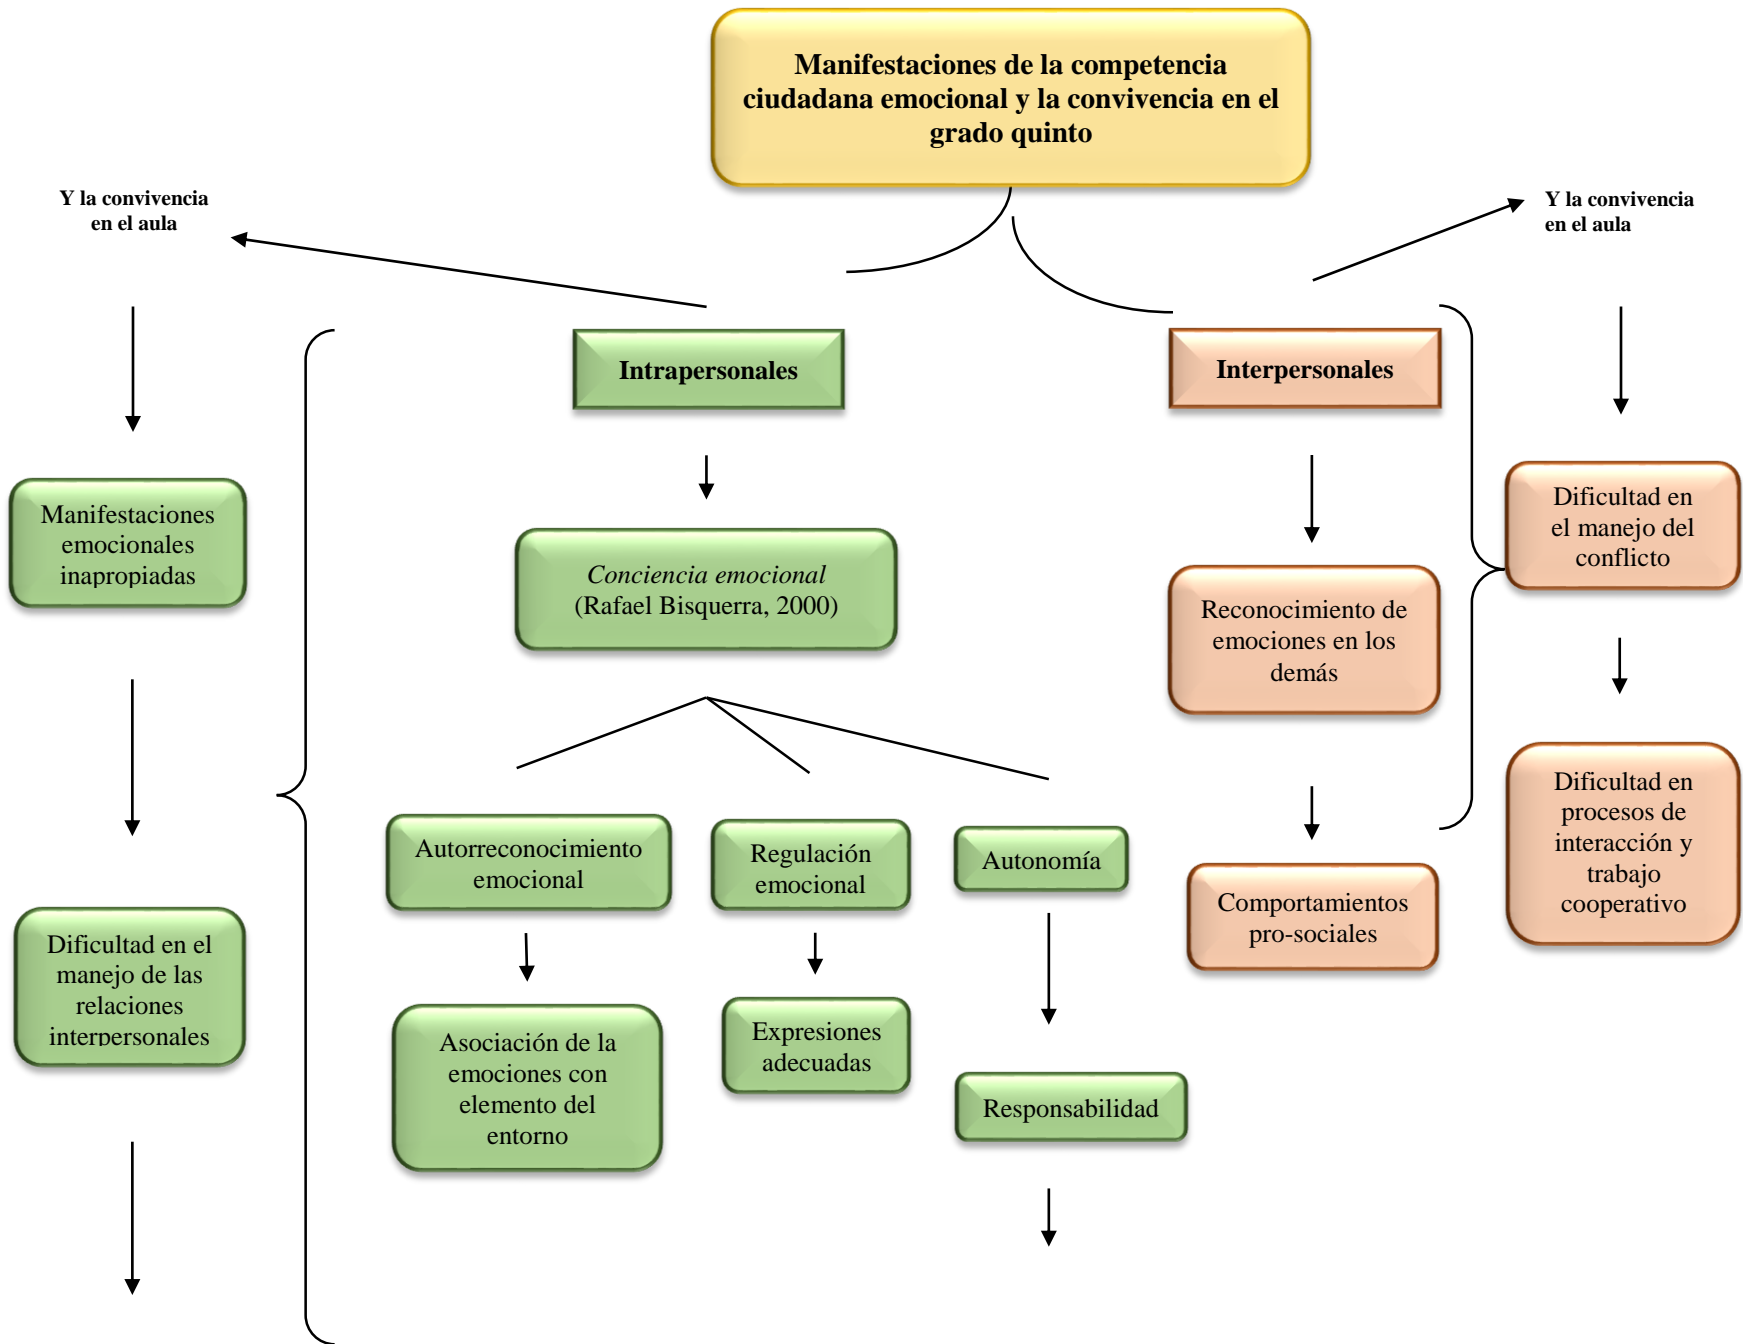 Manifestaciones de la competencia
ciudadana emocional y la convivencia en el
grado quinto
Y la convivencia
en el aula
Y la convivencia
en el aula
Intrapersonales
Interpersonales
Manifestaciones
emocionales
inapropiadas
Conciencia emocional
(Rafael Bisquerra, 2000)
Reconocimiento de
emociones en los
demás
Dificultad en
el manejo del
conflicto
Autorreconocimiento
emocional
Regulación
emocional
Autonomía
Comportamientos
pro-sociales
Dificultad en
procesos de
interacción y
trabajo
cooperativo
Dificultad en el
manejo de las
relaciones
interpersonales
Asociación de la
emociones con
elemento del
entorno
Expresiones
adecuadas
Responsabilidad